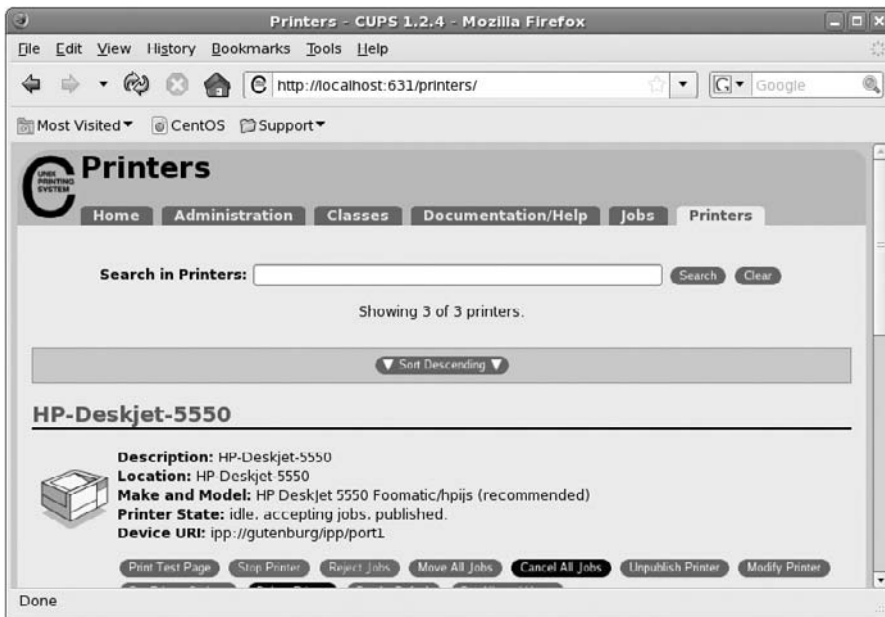 Printers - CUPS 1.2.4 - Mozilla Firefox
File Edit View History Bookmarks Tools Help
http://localhost:631/printers/
Google
Most Visited CentOS Support
UNIX
PRINTING
SYSTEM
Printers
Home Administration Classes Documentation/Help Jobs Printers
Search in Printers: Search Clear
Showing 3 of 3 printers.
▼ Sort Descending ▼
HP-Deskjet-5550
Description: HP-Deskjet-5550
Location: HP Deskjet 5550
Make and Model: HP DeskJet 5550 Foomatic/hpijs (recommended)
Printer State: idle, accepting jobs, published.
Device URI: ipp://gutenburg/ipp/port1
Print Test Page Stop Printer Reject Jobs Move All Jobs Cancel All Jobs Unpublish Printer Modify Printer
Done